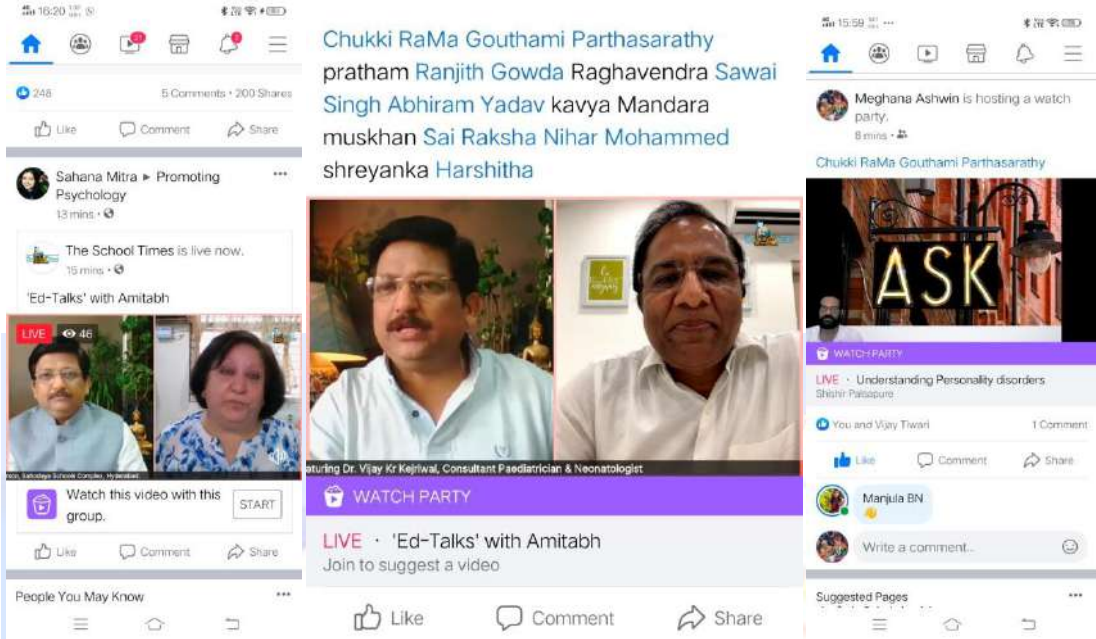 16:20
21
2
248
5 Comments • 200 Shares
Like
Comment
Share
Sahana Mitra ▸ Promoting
Psychology
13 mins •
The School Times is live now.
15 mins •
'Ed-Talks' with Amitabh
LIVE 46
Watch this video with this
group.
START
Like
Comment
Share
People You May Know
Chukki RaMa Gouthami Parthasarathy
pratham Ranjith Gowda Raghavendra Sawai
Singh Abhiram Yadav kavya Mandara
muskhan Sai Raksha Nihar Mohammed
shreyanka Harshitha
aturing Dr. Vijay Kr Kejriwal, Consultant Paediatrician & Neonatologist
WATCH PARTY
LIVE · 'Ed-Talks' with Amitabh
Join to suggest a video
Like
Comment
Share
15:59
Meghana Ashwin is hosting a watch
party.
8 mins •
Chukki RaMa Gouthami Parthasarathy
ASK
WATCH PARTY
LIVE · Understanding Personality disorders
Shishir Palsapure
You and Vijay Tiwari
1 Comment
Like
Comment
Share
Manjula BN
Write a comment...
Suggested Pages